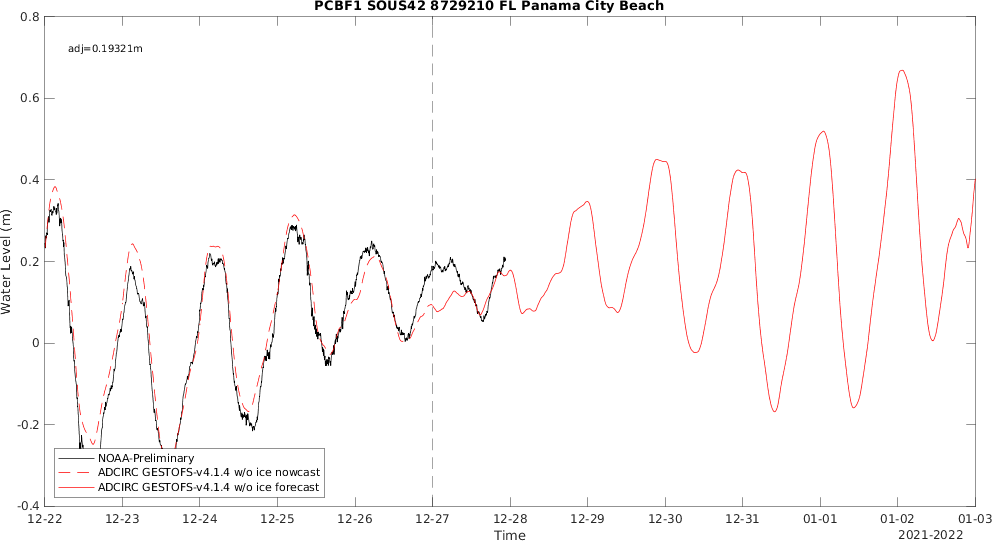 PCBF1 SOUS42 8729210 FL Panama City Beach
0.8
adj=0.19321m
0.6
0.4
0.2
0
-0.2
-0.4
Water Level (m)
NOAA-Preliminary
ADCIRC GESTOFS-v4.1.4 w/o ice nowcast
ADCIRC GESTOFS-v4.1.4 w/o ice forecast
12-22 12-23 12-24 12-25 12-26 12-27 12-28 12-29 12-30 12-31 01-01 01-02 01-03
Time
2021-2022